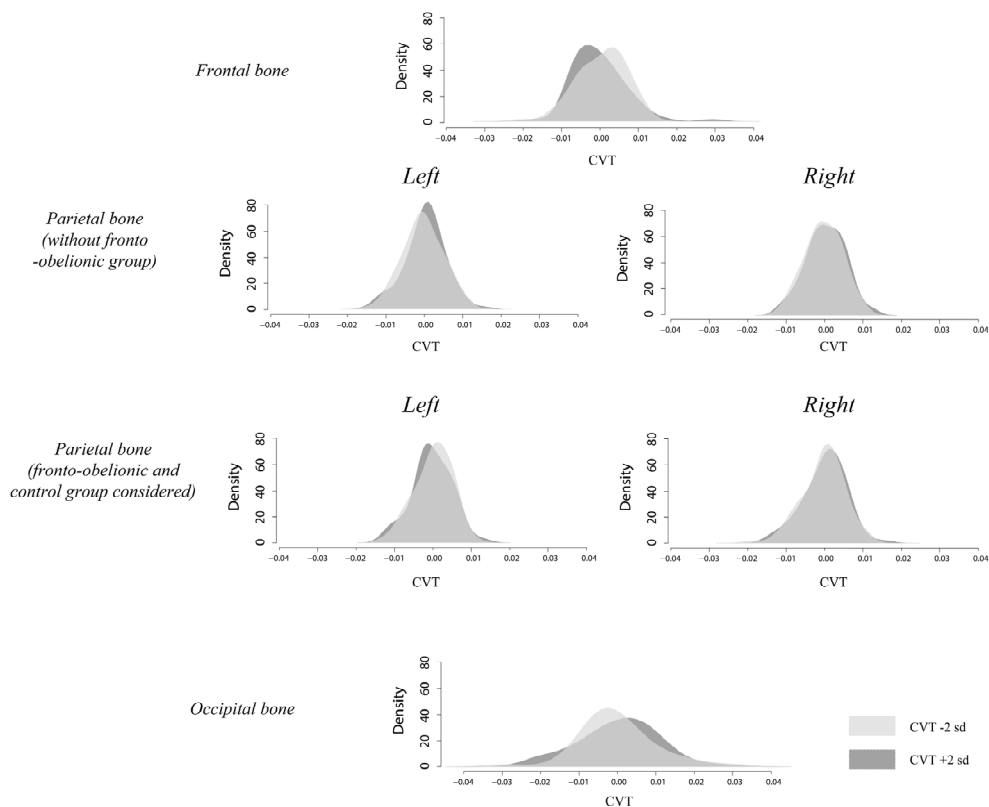 Frontal bone
Density
80
60
40
20
0
−0.04 −0.03 −0.02 −0.01 0.00 0.01 0.02 0.03 0.04
CVT
Left
Right
Parietal bone
(without fronto
-obelionic group)
Density
80
60
40
20
0
−0.04 −0.03 −0.02 −0.01 0.00 0.01 0.02 0.03 0.04
CVT
Density
80
60
40
20
0
−0.04 −0.03 −0.02 −0.01 0.00 0.01 0.02 0.03 0.04
CVT
Left
Right
Parietal bone
(fronto-obelionic and
control group considered)
Density
80
60
40
20
0
−0.04 −0.03 −0.02 −0.01 0.00 0.01 0.02 0.03 0.04
CVT
Density
80
60
40
20
0
−0.04 −0.03 −0.02 −0.01 0.00 0.01 0.02 0.03 0.04
CVT
Occipital bone
Density
80
60
40
20
0
−0.04 −0.03 −0.02 −0.01 0.00 0.01 0.02 0.03 0.04
CVT
CVT -2 sd
CVT +2 sd